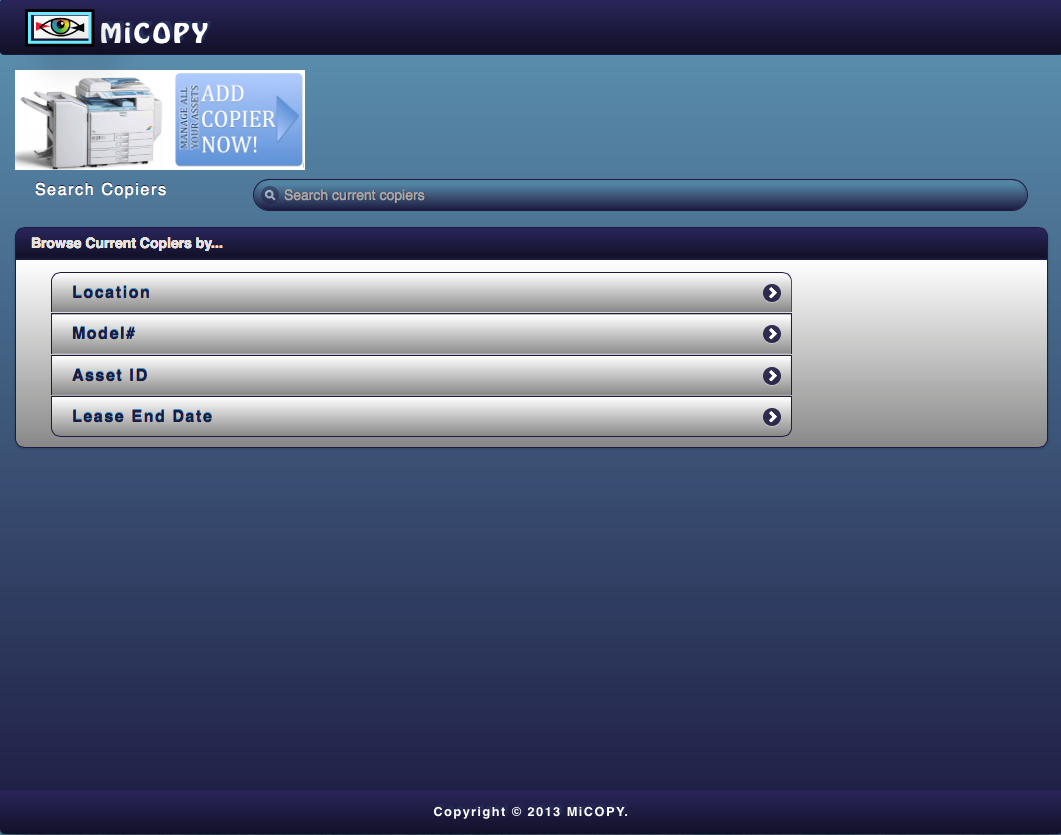 MiCOPY
MANAGE ALL
YOUR ASSETS
ADD
COPIER
NOW!
Search Copiers
Search current copiers
Browse Current Copiers by...
Location
Model#
Asset ID
Lease End Date
Copyright © 2013 MiCOPY.